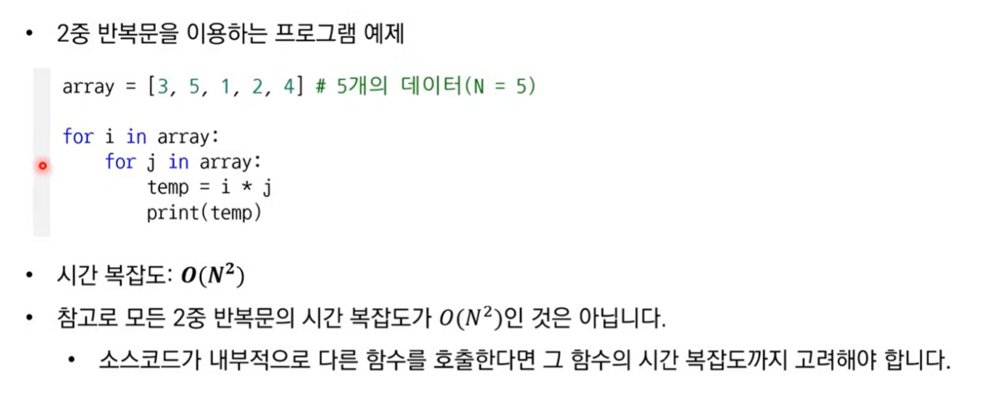 • 2중 반복문을 이용하는 프로그램 예제
array = [3, 5, 1, 2, 4] # 5개의 데이터(N = 5)
for i in array:
    for j in array:
        temp = i * j
        print(temp)
• 시간 복잡도: O(N²)
• 참고로 모든 2중 반복문의 시간 복잡도가 O(N²)인 것은 아닙니다.
• 소스코드가 내부적으로 다른 함수를 호출한다면 그 함수의 시간 복잡도까지 고려해야 합니다.